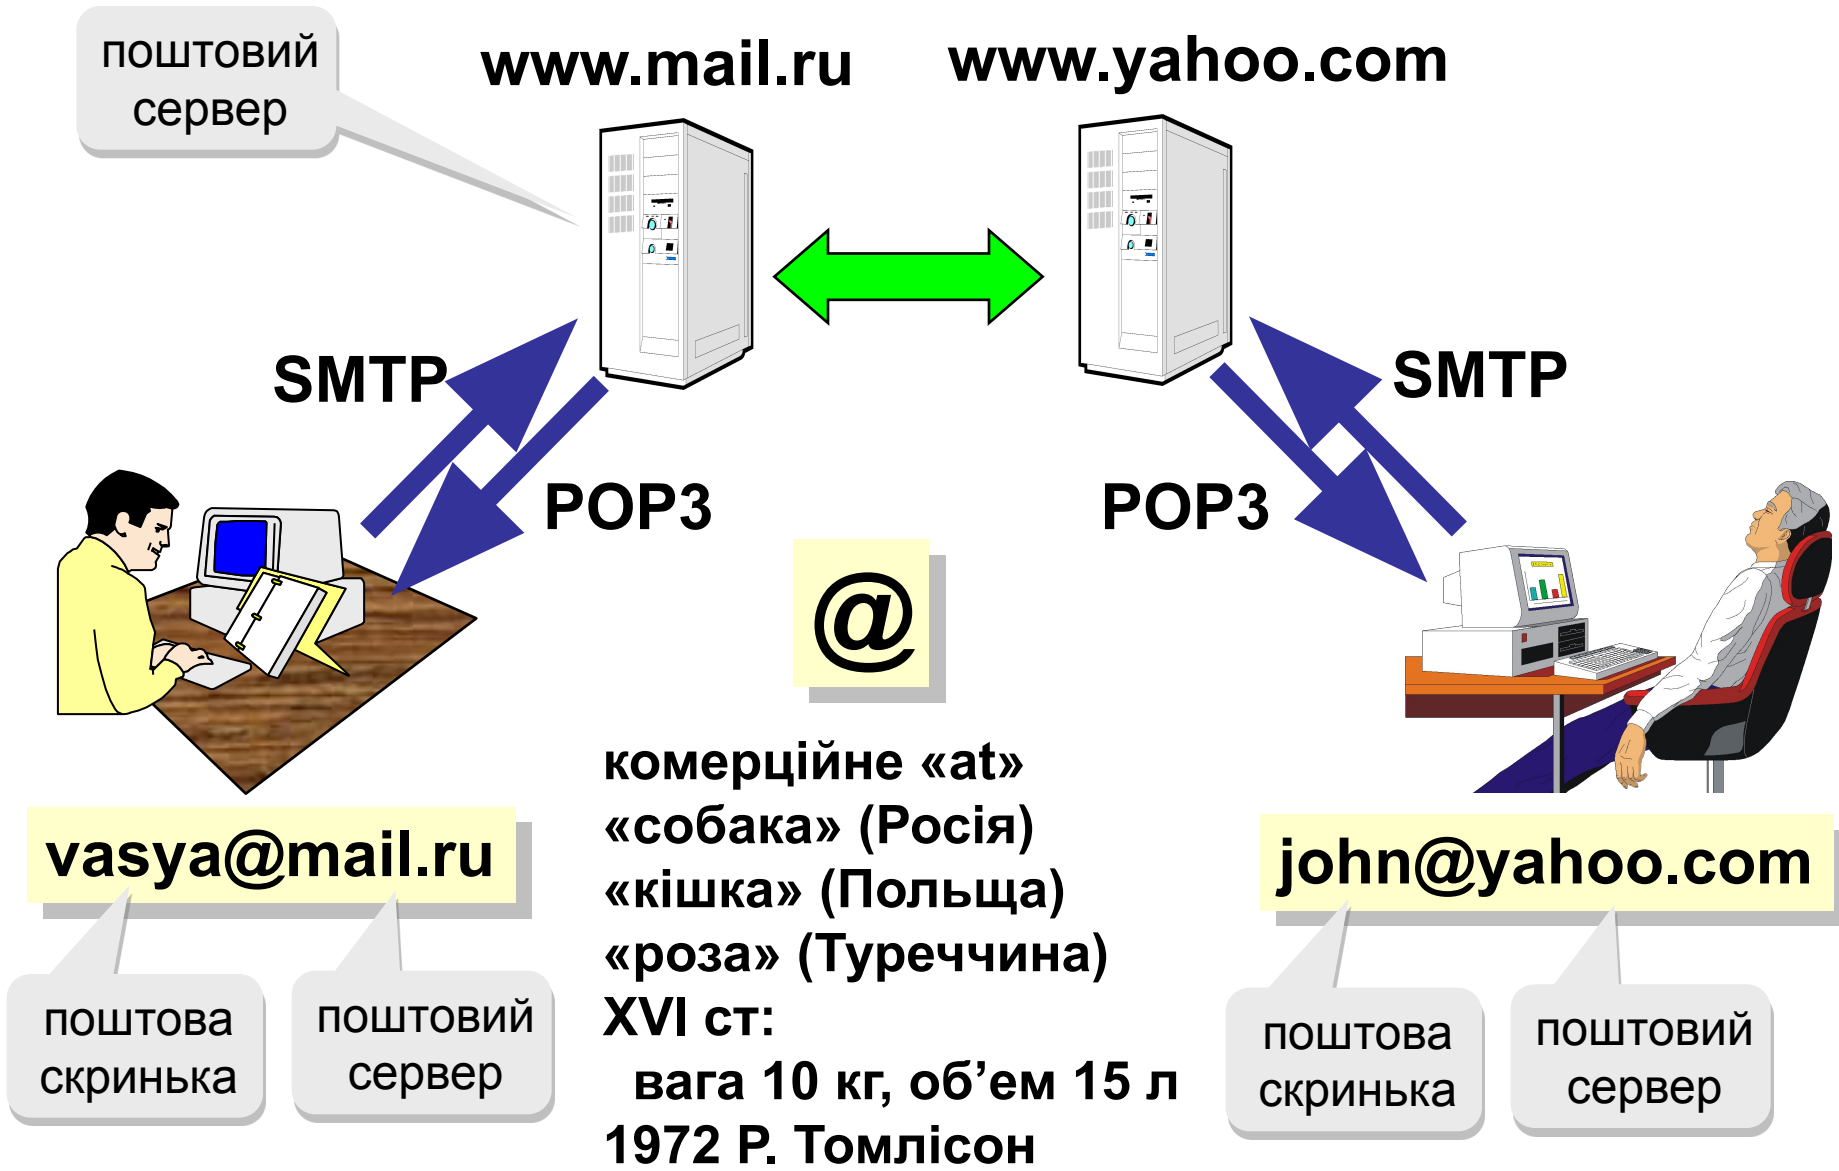 поштовий
сервер
www.mail.ru
www.yahoo.com
SMTP
SMTP
POP3
POP3
@
комерційне «at»
«собака» (Росія)
«кішка» (Польща)
«роза» (Туреччина)
XVI ст:
вага 10 кг, об’ем 15 л
1972 Р. Томлісон
vasya@mail.ru
поштова
скринька
поштовий
сервер
john@yahoo.com
поштова
скринька
поштовий
сервер